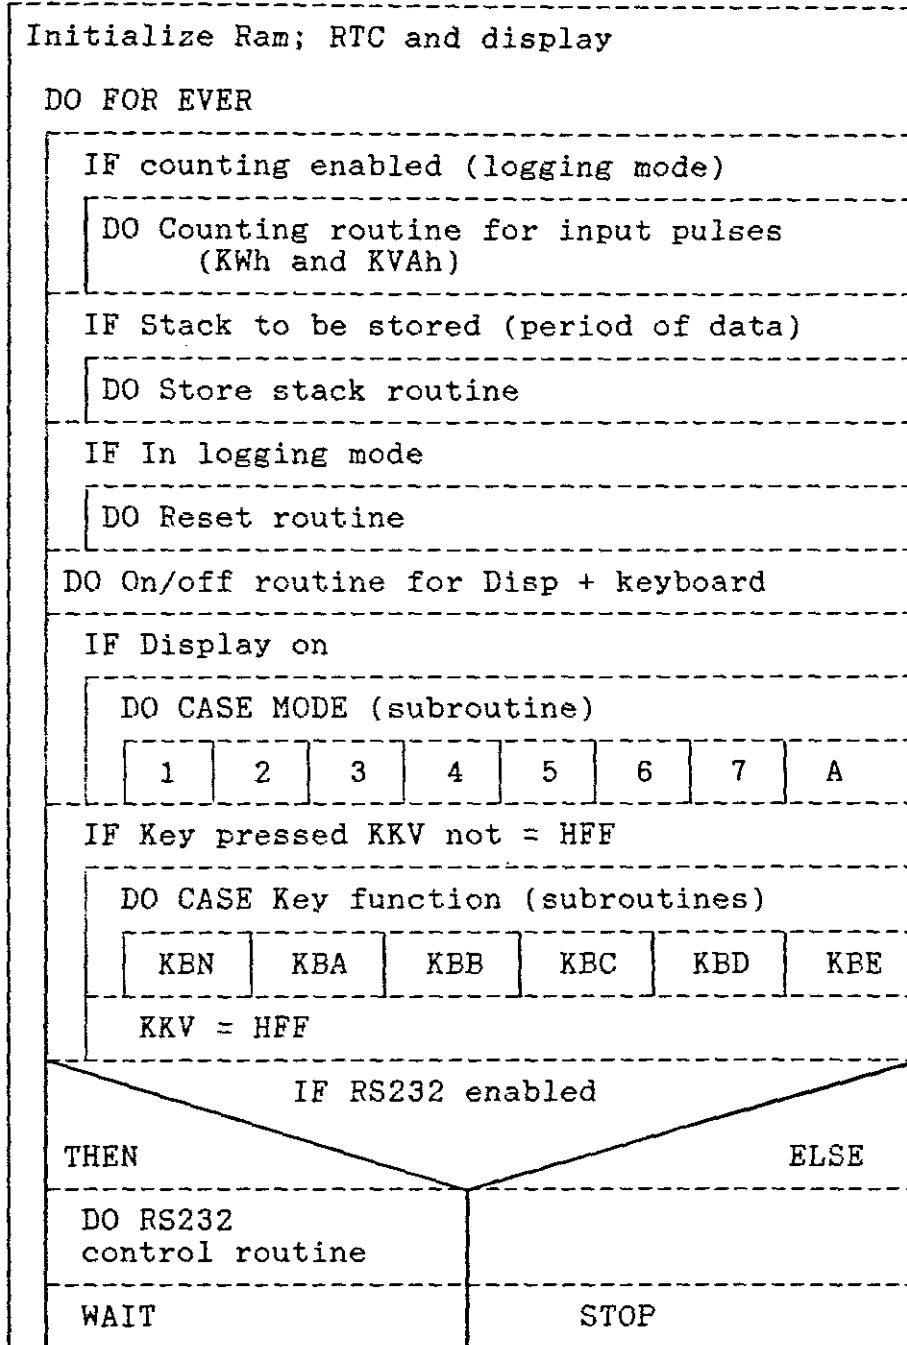 Initialize Ram; RTC and display
DO FOR EVER
IF counting enabled (logging mode)
DO Counting routine for input pulses
(KWh and KVAh)
IF Stack to be stored (period of data)
DO Store stack routine
IF In logging mode
DO Reset routine
DO On/off routine for Disp + keyboard
IF Display on
DO CASE MODE (subroutine)
1 2 3 4 5 6 7 A
IF Key pressed KKV not = HFF
DO CASE Key function (subroutines)
KBN KBA KBB KBC KBD KBE
KKV = HFF
IF RS232 enabled
THEN ELSE
DO RS232
control routine
WAIT STOP